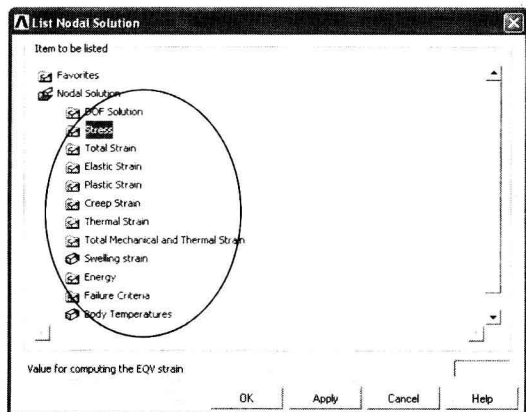 List Nodal Solution
Item to be listed
Favorites
Nodal Solution
DOF Solution
Stress
Total Strain
Elastic Strain
Plastic Strain
Creep Strain
Thermal Strain
Total Mechanical and Thermal Strain
Swelling strain
Energy
Failure Criteria
Body Temperatures
Value for computing the EQV strain
OK Apply Cancel Help